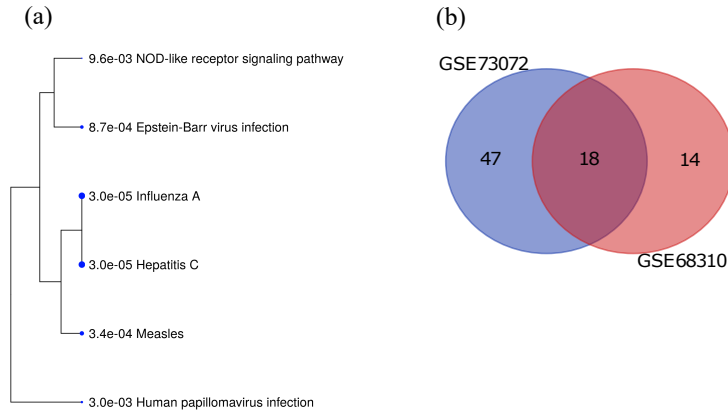 (a)
9.6e-03 NOD-like receptor signaling pathway
8.7e-04 Epstein-Barr virus infection
3.0e-05 Influenza A
3.0e-05 Hepatitis C
3.4e-04 Measles
3.0e-03 Human papillomavirus infection
(b)
GSE73072
47
18
14
GSE68310